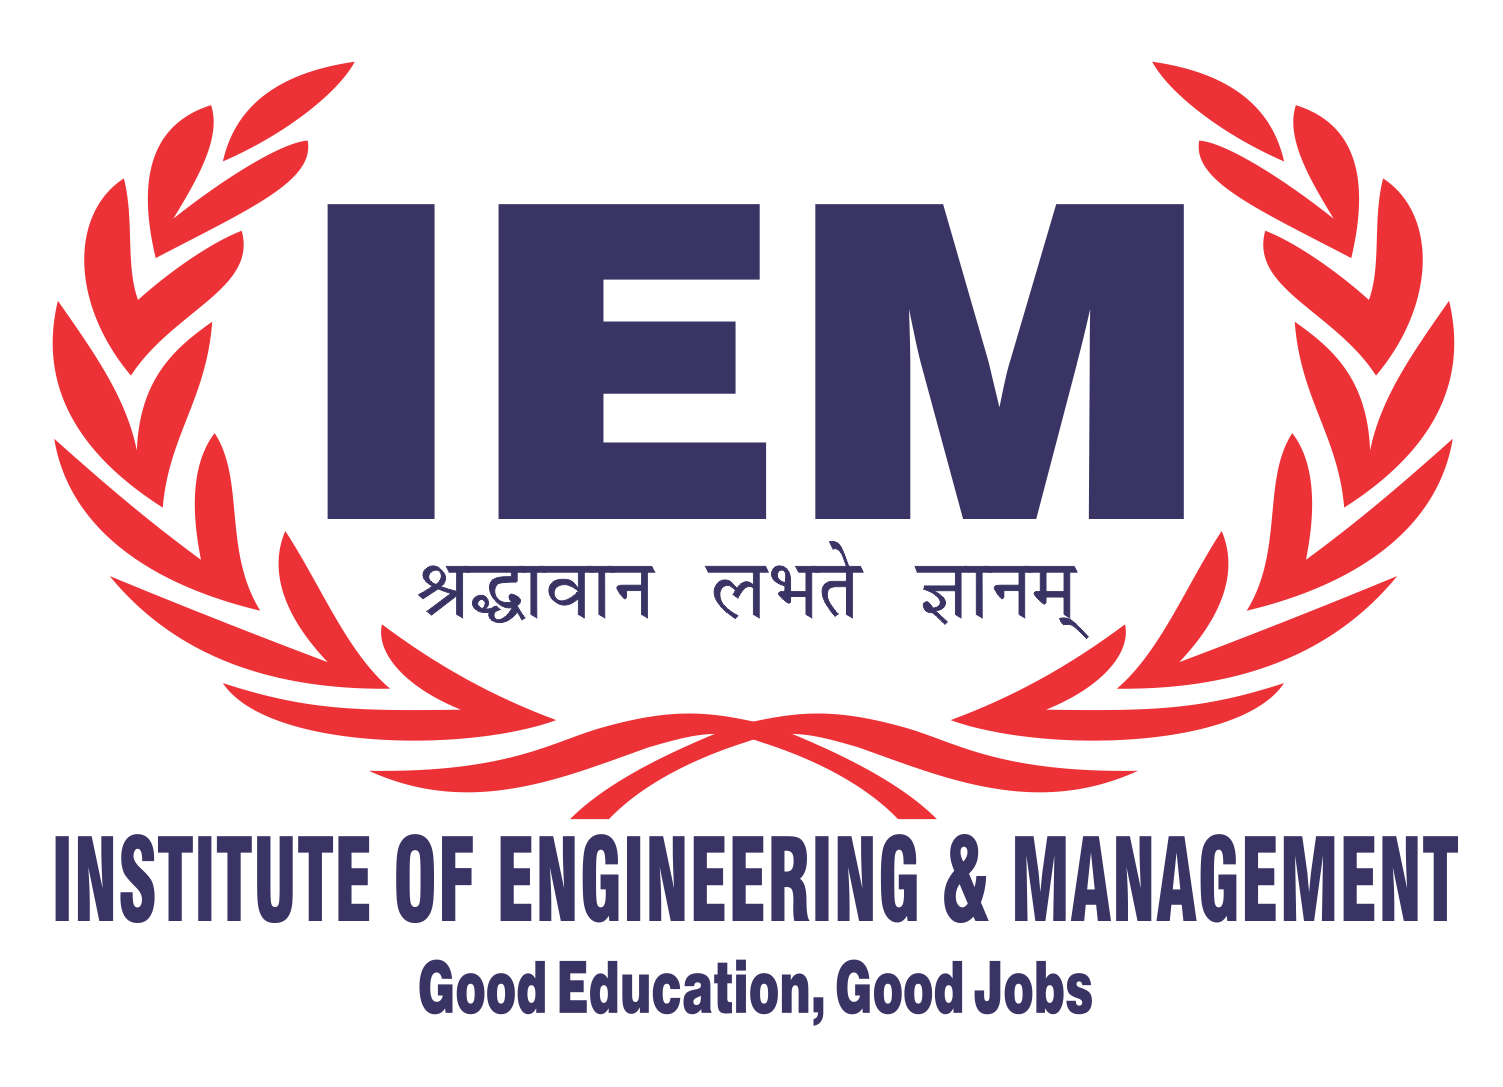 IEM
श्रद्धावान लभते ज्ञानम्
INSTITUTE OF ENGINEERING & MANAGEMENT
Good Education, Good Jobs